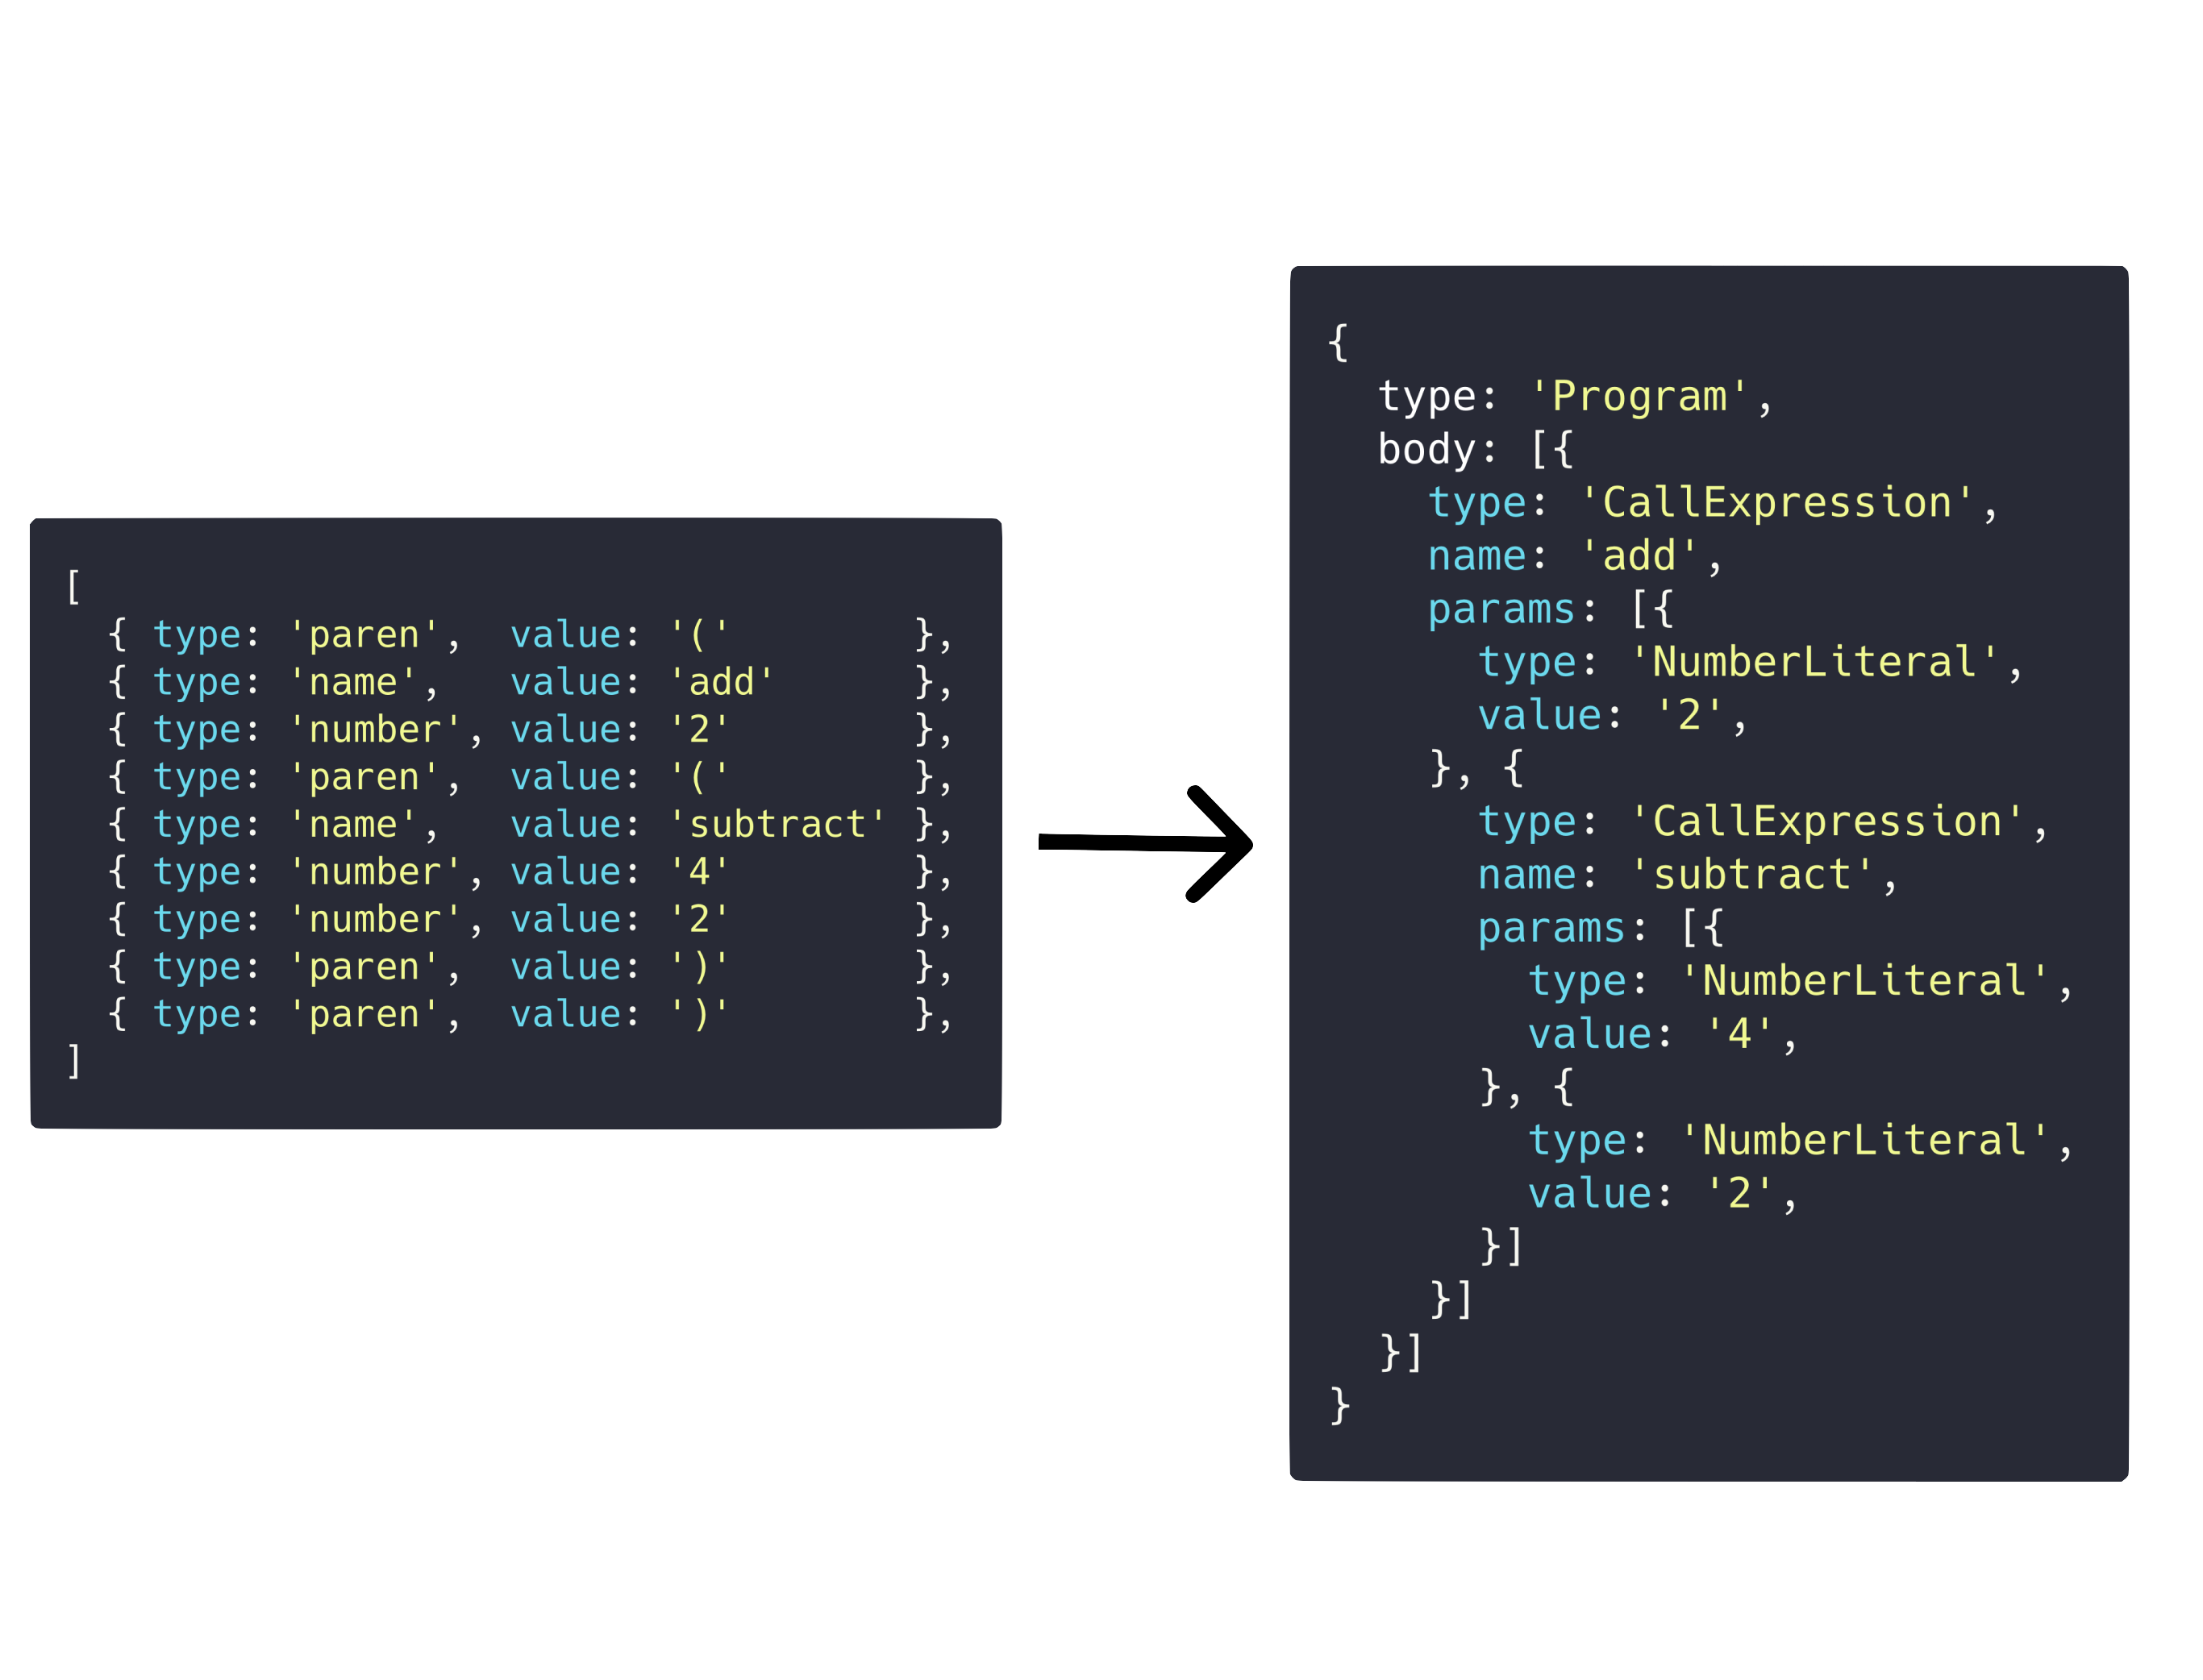 [
  { type: 'paren',  value: '('        },
  { type: 'name',   value: 'add'      },
  { type: 'number', value: '2'        },
  { type: 'paren',  value: '('        },
  { type: 'name',   value: 'subtract' },
  { type: 'number', value: '4'        },
  { type: 'number', value: '2'        },
  { type: 'paren',  value: ')'        },
  { type: 'paren',  value: ')'        },
]
{
  type: 'Program',
  body: [{
    type: 'CallExpression',
    name: 'add',
    params: [{
      type: 'NumberLiteral',
      value: '2',
    }, {
      type: 'CallExpression',
      name: 'subtract',
      params: [{
        type: 'NumberLiteral',
        value: '4',
      }, {
        type: 'NumberLiteral',
        value: '2',
      }]
    }]
  }]
}